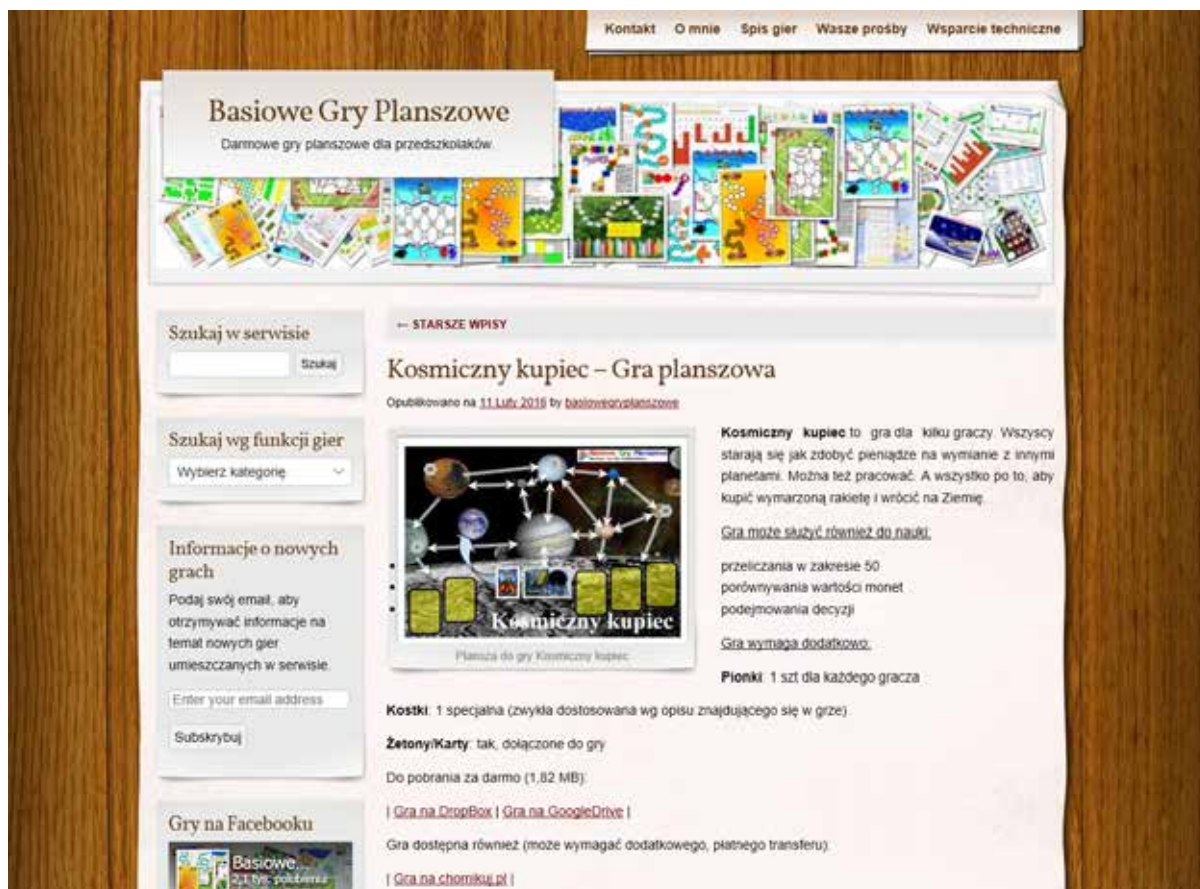 Kontakt O mnie Spis gier Wasze prośby Wsparcie techniczne
Basiowe Gry Planszowe
Darmowe gry planszowe dla przedszkolaków.
Szukaj w serwisie
Szukaj
Szukaj wg funkcji gier
Wybierz kategorię
Informacje o nowych
grach
Podaj swój email, aby
otrzymywać informacje na
temat nowych gier
umieszczanych w serwisie.
Enter your email address
Subskrybuj
Gry na Facebooku
Basiowe...
2,1 tys. polubienia
← STARSZE WPISY
Kosmiczny kupiec – Gra planszowa
Opublikowano na 11 Luty 2016 by basiowegryplanszowe
Kosmiczny kupiec
Plansza do gry Kosmiczny kupiec
Kosmiczny kupiec to gra dla kilku graczy. Wszyscy
starają się jak zdobyć pieniądze na wymianie z innymi
planetami. Można też pracować. A wszystko po to, aby
kupić wymarzoną rakietę i wrócić na Ziemię.
Gra może służyć również do nauki:
przeliczania w zakresie 50
porównywania wartości monet
podejmowania decyzji
Gra wymaga dodatkowo:
Pionki: 1 szt dla każdego gracza
Kostki: 1 specjalna (zwykła dostosowana wg opisu znajdującego się w grze)
Żetony/Karty: tak, dołączone do gry
Do pobrania za darmo (1,82 MB):
| Gra na DropBox | Gra na GoogleDrive |
Gra dostępna również (może wymagać dodatkowego, płatnego transferu):
| Gra na chomikuj.pl |